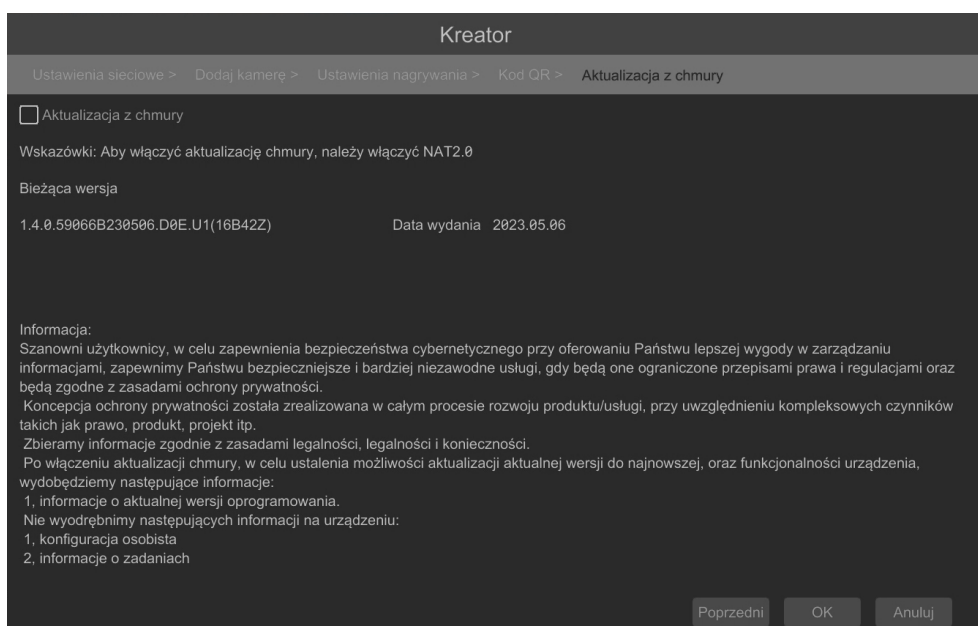 Kreator
Ustawienia sieciowe > Dodaj kamerę > Ustawienia nagrywania > Kod QR > Aktualizacja z chmury
Aktualizacja z chmury
Wskazówki: Aby włączyć aktualizację chmury, należy włączyć NAT2.0
Bieżąca wersja
1.4.0.59066B230506.D0E.U1(16B42Z) Data wydania 2023.05.06
Informacja:
Szanowni użytkownicy, w celu zapewnienia bezpieczeństwa cybernetycznego przy oferowaniu Państwu lepszej wygody w zarządzaniu
informacjami, zapewnimy Państwu bezpieczniejsze i bardziej niezawodne usługi, gdy będą one ograniczone przepisami prawa i regulacjami oraz
będą zgodne z zasadami ochrony prywatności.
Koncepcja ochrony prywatności została zrealizowana w całym procesie rozwoju produktu/usługi, przy uwzględnieniu kompleksowych czynników
takich jak prawo, produkt, projekt itp.
Zbieramy informacje zgodnie z zasadami legalności, legalności i konieczności.
Po włączeniu aktualizacji chmury, w celu ustalenia możliwości aktualizacji aktualnej wersji do najnowszej, oraz funkcjonalności urządzenia,
wydobędziemy następujące informacje:
1, informacje o aktualnej wersji oprogramowania.
Nie wyodrębnimy następujących informacji na urządzeniu:
1, konfiguracja osobista
2, informacje o zadaniach
Poprzedni OK Anuluj